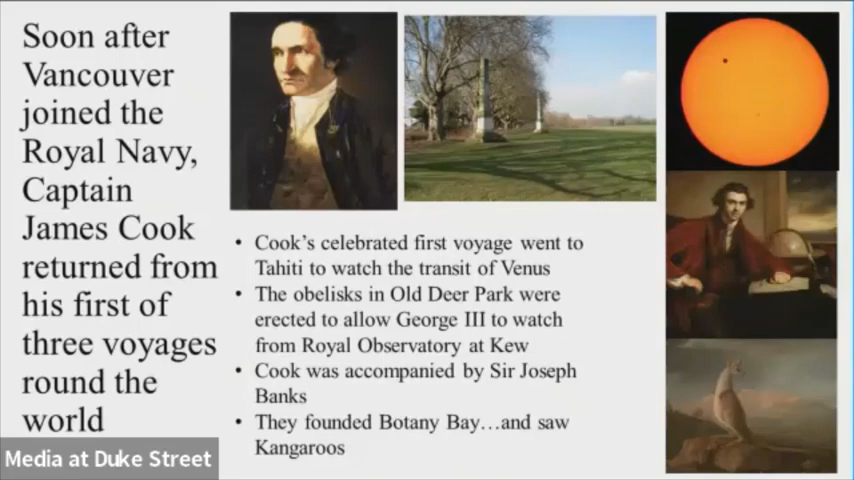 Soon after
Vancouver
joined the
Royal Navy,
Captain
James Cook
returned from
his first of
three voyages
round the
world
• Cook's celebrated first voyage went to
Tahiti to watch the transit of Venus
• The obelisks in Old Deer Park were
erected to allow George III to watch
from Royal Observatory at Kew
• Cook was accompanied by Sir Joseph
Banks
• They founded Botany Bay…and saw
Kangaroos
Media at Duke Street